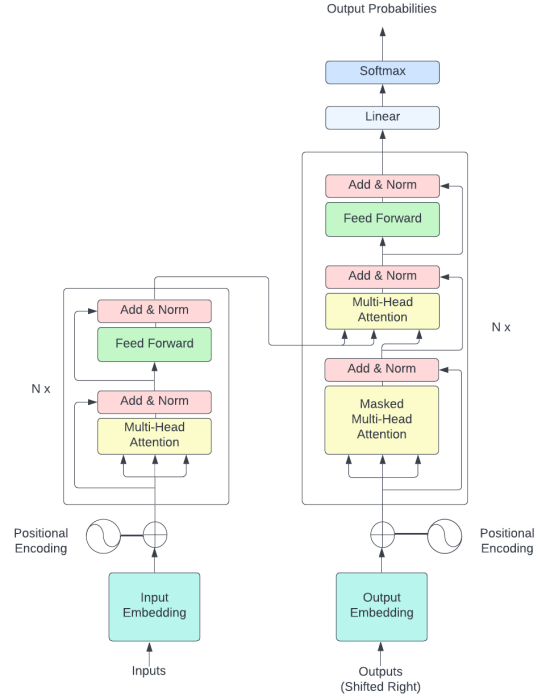 Output Probabilities
Softmax
Linear
Add & Norm
Feed Forward
Add & Norm
Multi-Head
Attention
N x
Add & Norm
Masked
Multi-Head
Attention
Add & Norm
Feed Forward
N x
Add & Norm
Multi-Head
Attention
Positional
Encoding
Positional
Encoding
Input
Embedding
Output
Embedding
Inputs
Outputs
(Shifted Right)